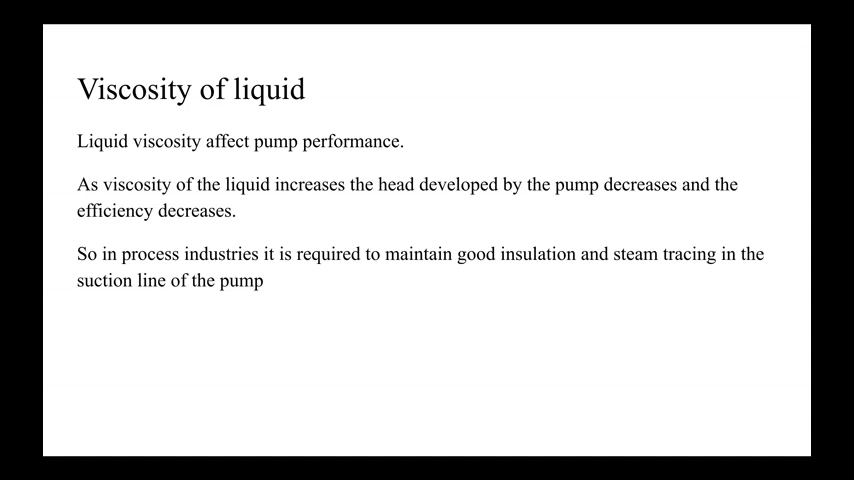 Viscosity of liquid
Liquid viscosity affect pump performance.
As viscosity of the liquid increases the head developed by the pump decreases and the
efficiency decreases.
So in process industries it is required to maintain good insulation and steam tracing in the
suction line of the pump